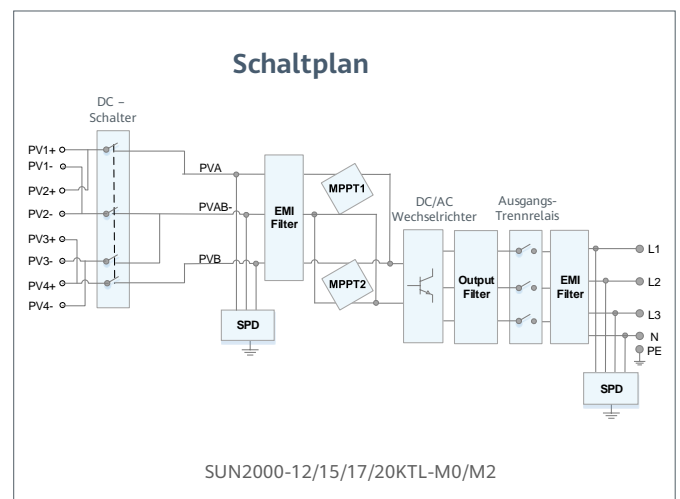 Schaltplan
DC –
Schalter
PV1+
PV1-
PV2+
PV2-
PV3+
PV3-
PV4+
PV4-
PVA
PVAB-
PVB
EMI
Filter
SPD
MPPT1
MPPT2
DC/AC
Wechselrichter
Output
Filter
Ausgangs-
Trennrelais
EMI
Filter
L1
L2
L3
N
PE
SPD
SUN2000-12/15/17/20KTL-M0/M2